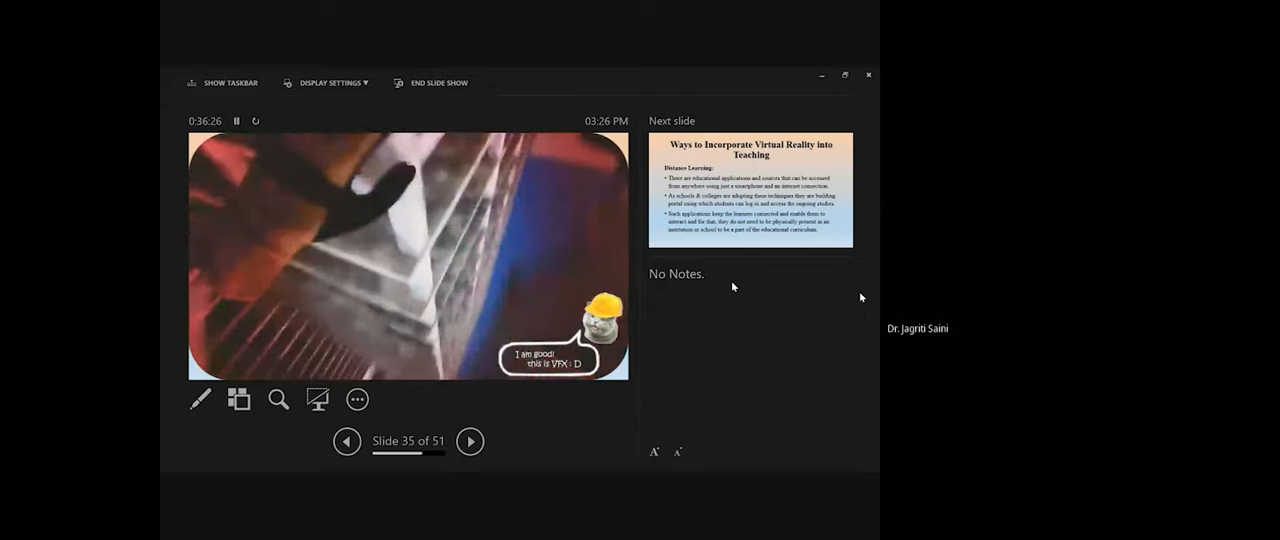 SHOW TASKBAR
DISPLAY SETTINGS ▼
END SLIDE SHOW
0:36:26
03:26 PM
Next slide
Ways to Incorporate Virtual Reality into
Teaching
Distance Learning:
• There are educational applications and sources that can be accessed
from anywhere using just a smartphone and an internet connection.
• As schools & colleges are adopting these techniques they are building
portal using which students can log in and access the ongoing studies.
• Such applications keep the learners connected and enable them to
interact and for that, they do not need to be physically present in an
institution or school to be a part of the educational curriculum.
No Notes.
I am good!
this is VFX : D
Dr. Jagriti Saini
Slide 35 of 51
A A